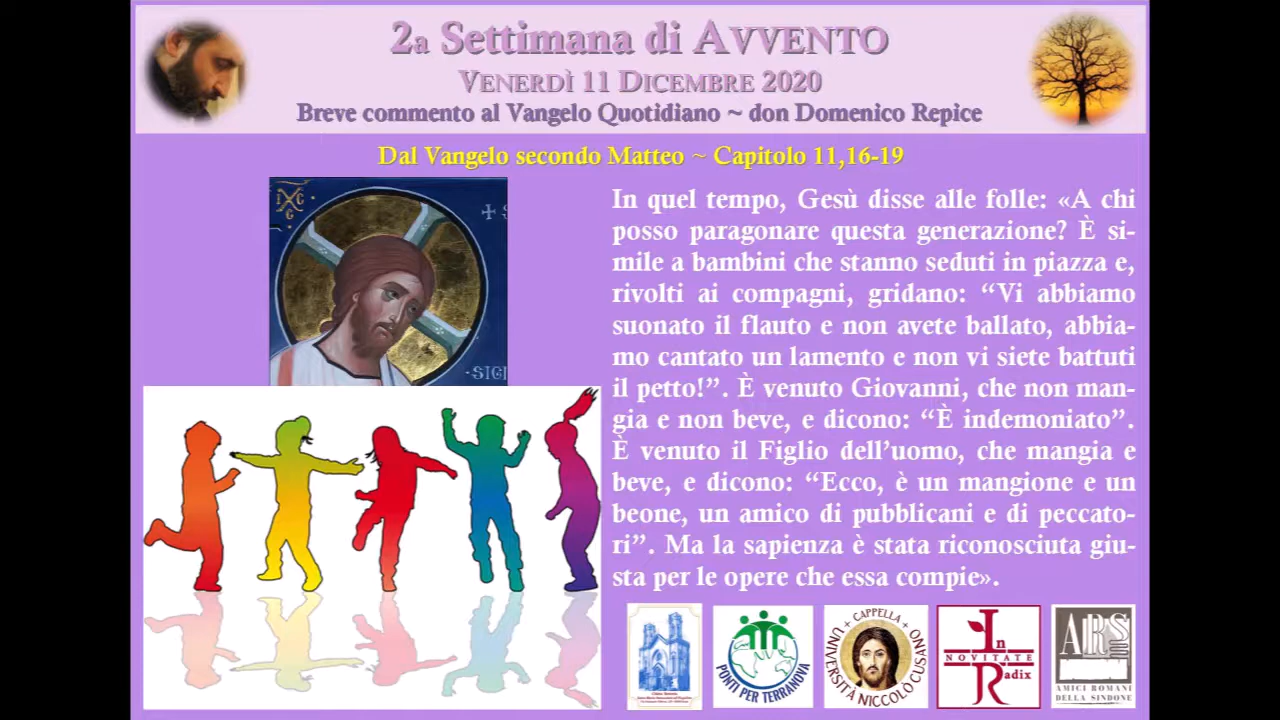 2a Settimana di AVVENTO
VENERDÌ 11 DICEMBRE 2020
Breve commento al Vangelo Quotidiano ~ don Domenico Repice
Dal Vangelo secondo Matteo ~ Capitolo 11,16-19
In quel tempo, Gesù disse alle folle: «A chi
posso paragonare questa generazione? È si-
mile a bambini che stanno seduti in piazza e,
rivolti ai compagni, gridano: “Vi abbiamo
suonato il flauto e non avete ballato, abbia-
mo cantato un lamento e non vi siete battuti
il petto!”. È venuto Giovanni, che non man-
gia e non beve, e dicono: “È indemoniato”.
È venuto il Figlio dell’uomo, che mangia e
beve, e dicono: “Ecco, è un mangione e un
beone, un amico di pubblicani e di peccato-
ri”. Ma la sapienza è stata riconosciuta giu-
sta per le opere che essa compie».
IC
C
S
·SIGI
PONTI PER TERRANOVA
+ CAPPELLA +
UNIVERSITÀ NICCOLO CUSANO
In
NOVITATE
Radix
ARS
AMICI ROMANI
DELLA SINDONE